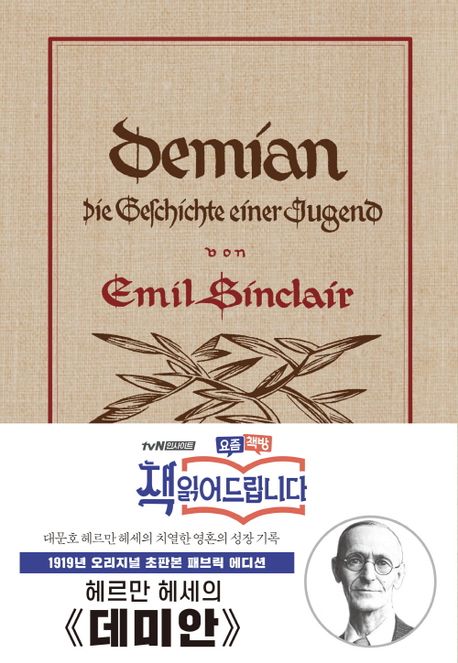 Demian
Die Geschichte einer Jugend
von
Emil Sinclair
tvN 인사이트
요즘 책방
책 읽어드립니다
대문호 헤르만 헤세의 치열한 영혼의 성장 기록
1919년 오리지널 초판본 패브릭 에디션
헤르만 헤세의
《데미안》